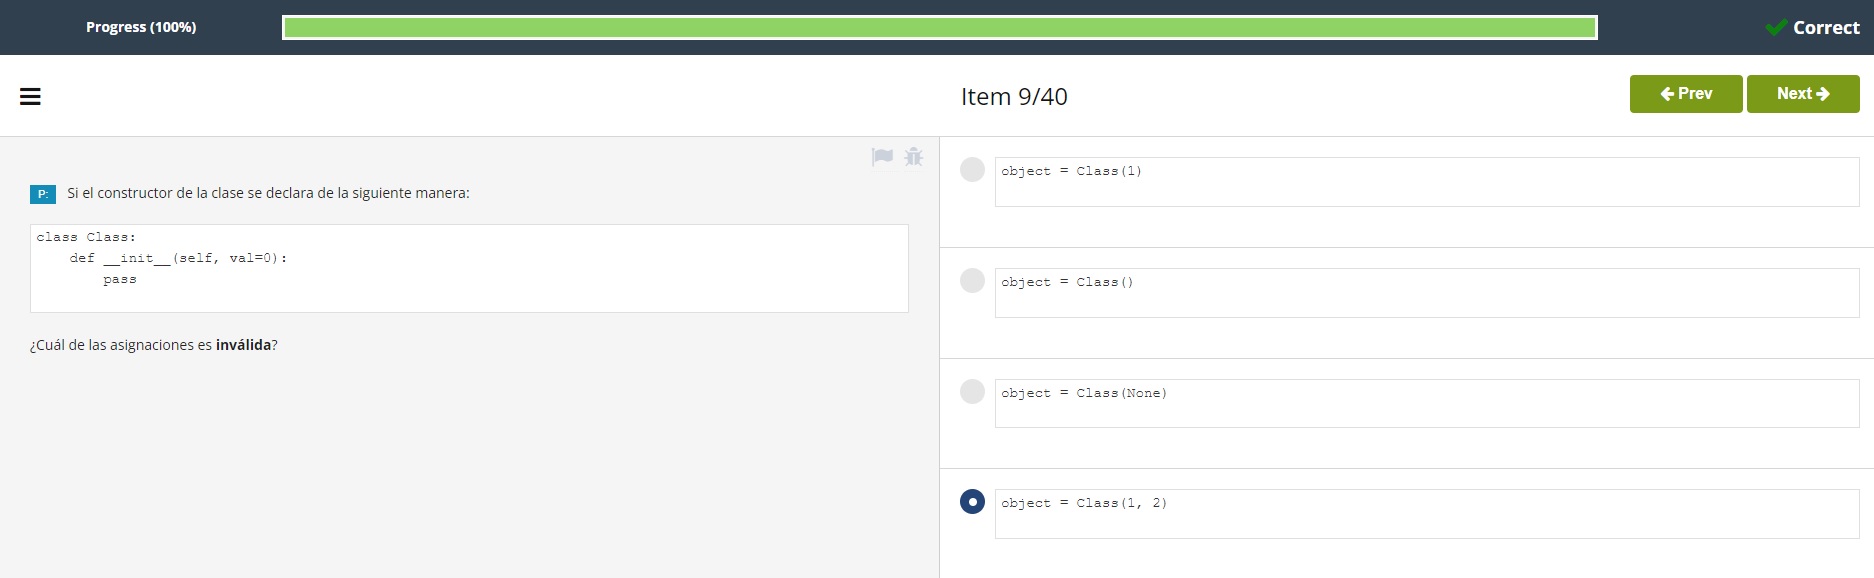 Progress (100%)
Correct
Item 9/40
Prev
Next
P: Si el constructor de la clase se declara de la siguiente manera:
class Class:
    def __init__(self, val=0):
        pass
¿Cuál de las asignaciones es inválida?
object = Class(1)
object = Class()
object = Class(None)
object = Class(1, 2)